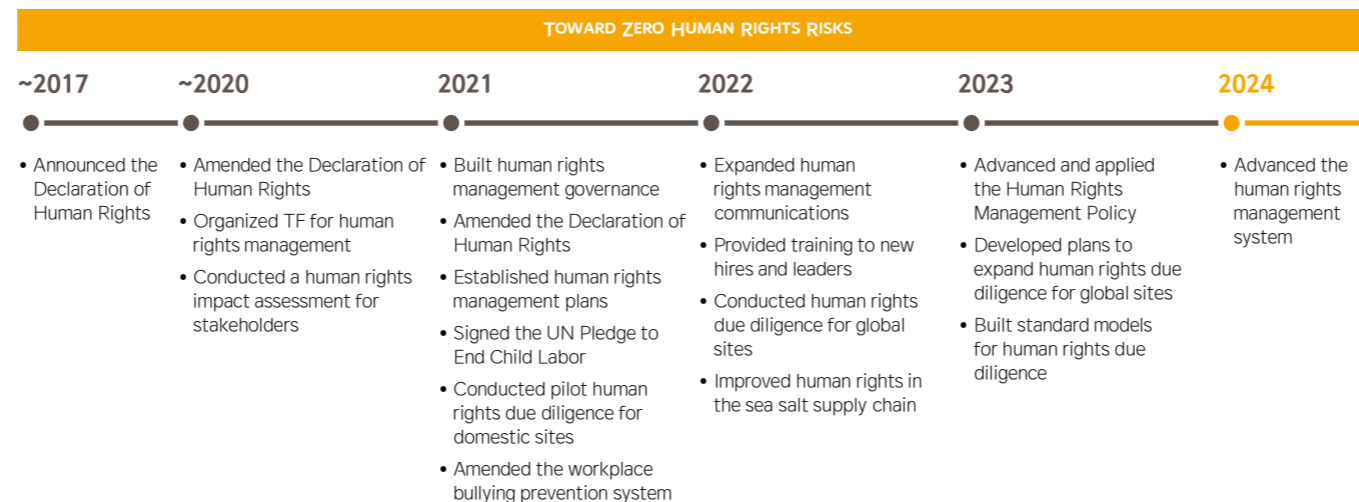 TOWARD ZERO HUMAN RIGHTS RISKS
~2017
• Announced the
Declaration of
Human Rights
~2020
• Amended the Declaration of
Human Rights
• Organized TF for human
rights management
• Conducted a human rights
impact assessment for
stakeholders
2021
• Built human rights
management governance
• Amended the Declaration of
Human Rights
• Established human rights
management plans
• Signed the UN Pledge to
End Child Labor
• Conducted pilot human
rights due diligence for
domestic sites
• Amended the workplace
bullying prevention system
2022
• Expanded human
rights management
communications
• Provided training to new
hires and leaders
• Conducted human rights
due diligence for global
sites
• Improved human rights in
the sea salt supply chain
2023
• Advanced and applied
the Human Rights
Management Policy
• Developed plans to
expand human rights due
diligence for global sites
• Built standard models
for human rights due
diligence
2024
• Advanced the
human rights
management
system